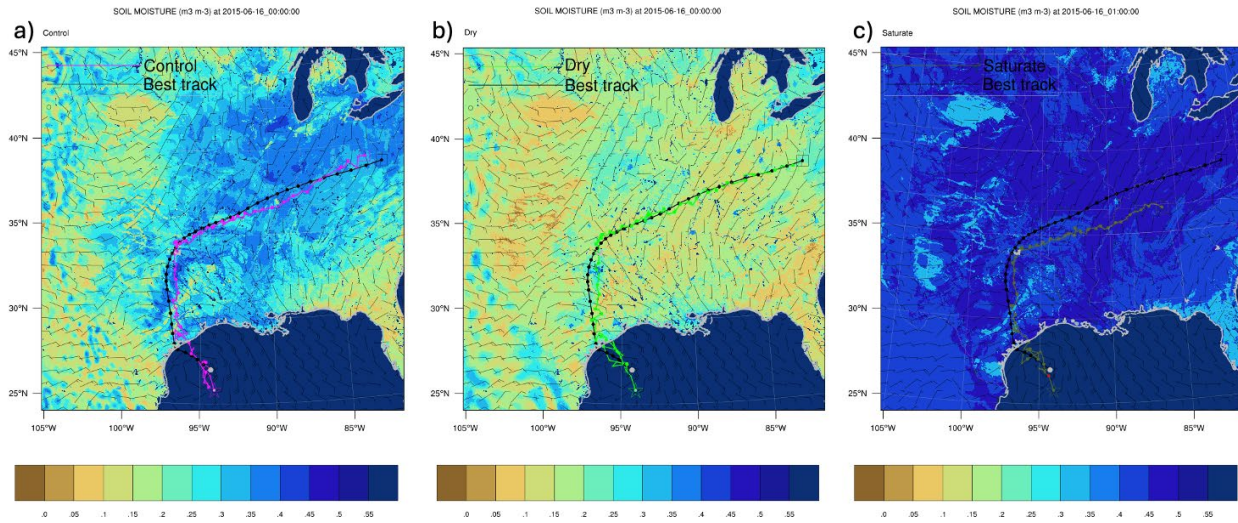 SOIL MOISTURE (m3 m-3) at 2015-06-16_00:00:00
a) Control
45°N
40°N
35°N
30°N
25°N
Control
Best track
105°W 100°W 95°W 90°W 85°W
.0 .05 .1 .15 .2 .25 .3 .35 .4 .45 .5 .55
SOIL MOISTURE (m3 m-3) at 2015-06-16_00:00:00
b) Dry
45°N
40°N
35°N
30°N
25°N
Dry
Best track
105°W 100°W 95°W 90°W 85°W
.0 .05 .1 .15 .2 .25 .3 .35 .4 .45 .5 .55
SOIL MOISTURE (m3 m-3) at 2015-06-16_01:00:00
c) Saturate
45°N
40°N
35°N
30°N
25°N
Saturate
Best track
105°W 100°W 95°W 90°W 85°W
.0 .05 .1 .15 .2 .25 .3 .35 .4 .45 .5 .55